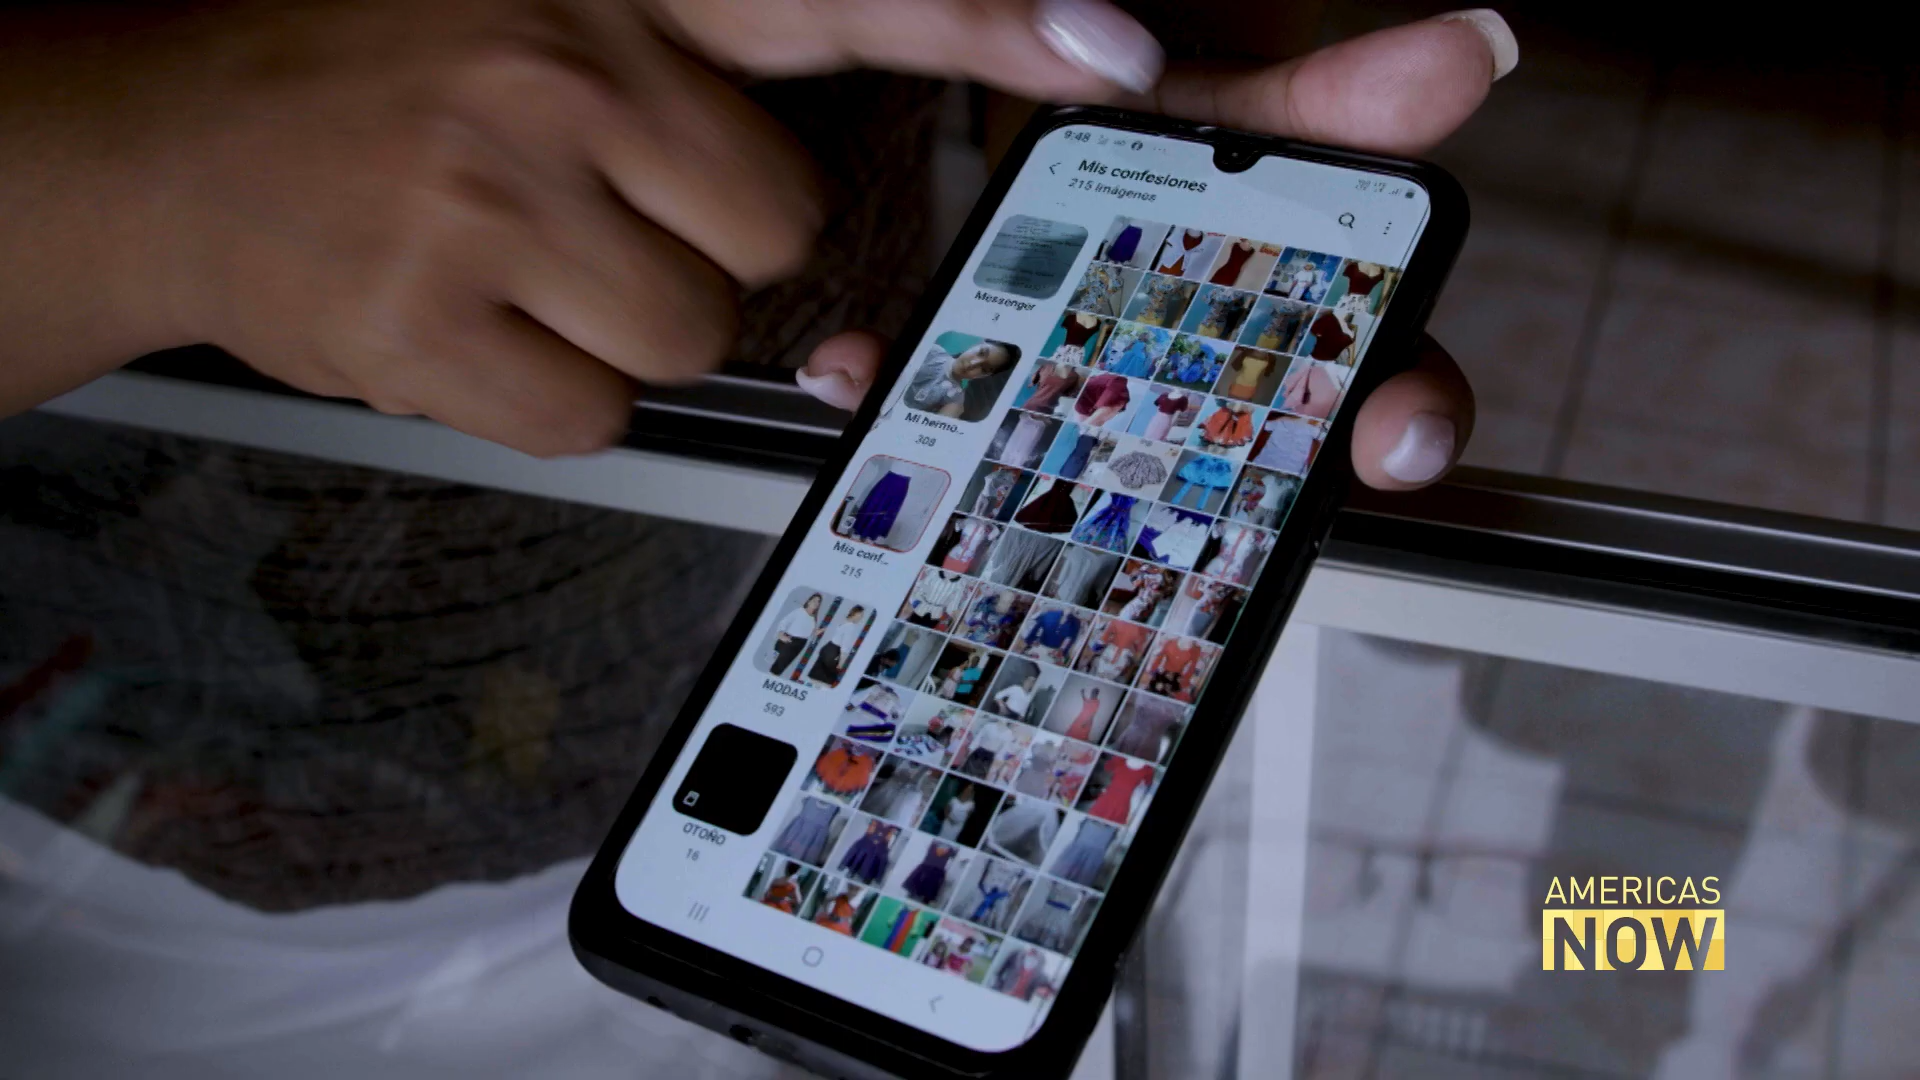 9:48
Mis confesiones
215 imágenes
Messenger
3
Mi hermo...
308
Mis conf...
215
MODAS
593
OTOÑO
16
AMERICAS
NOW